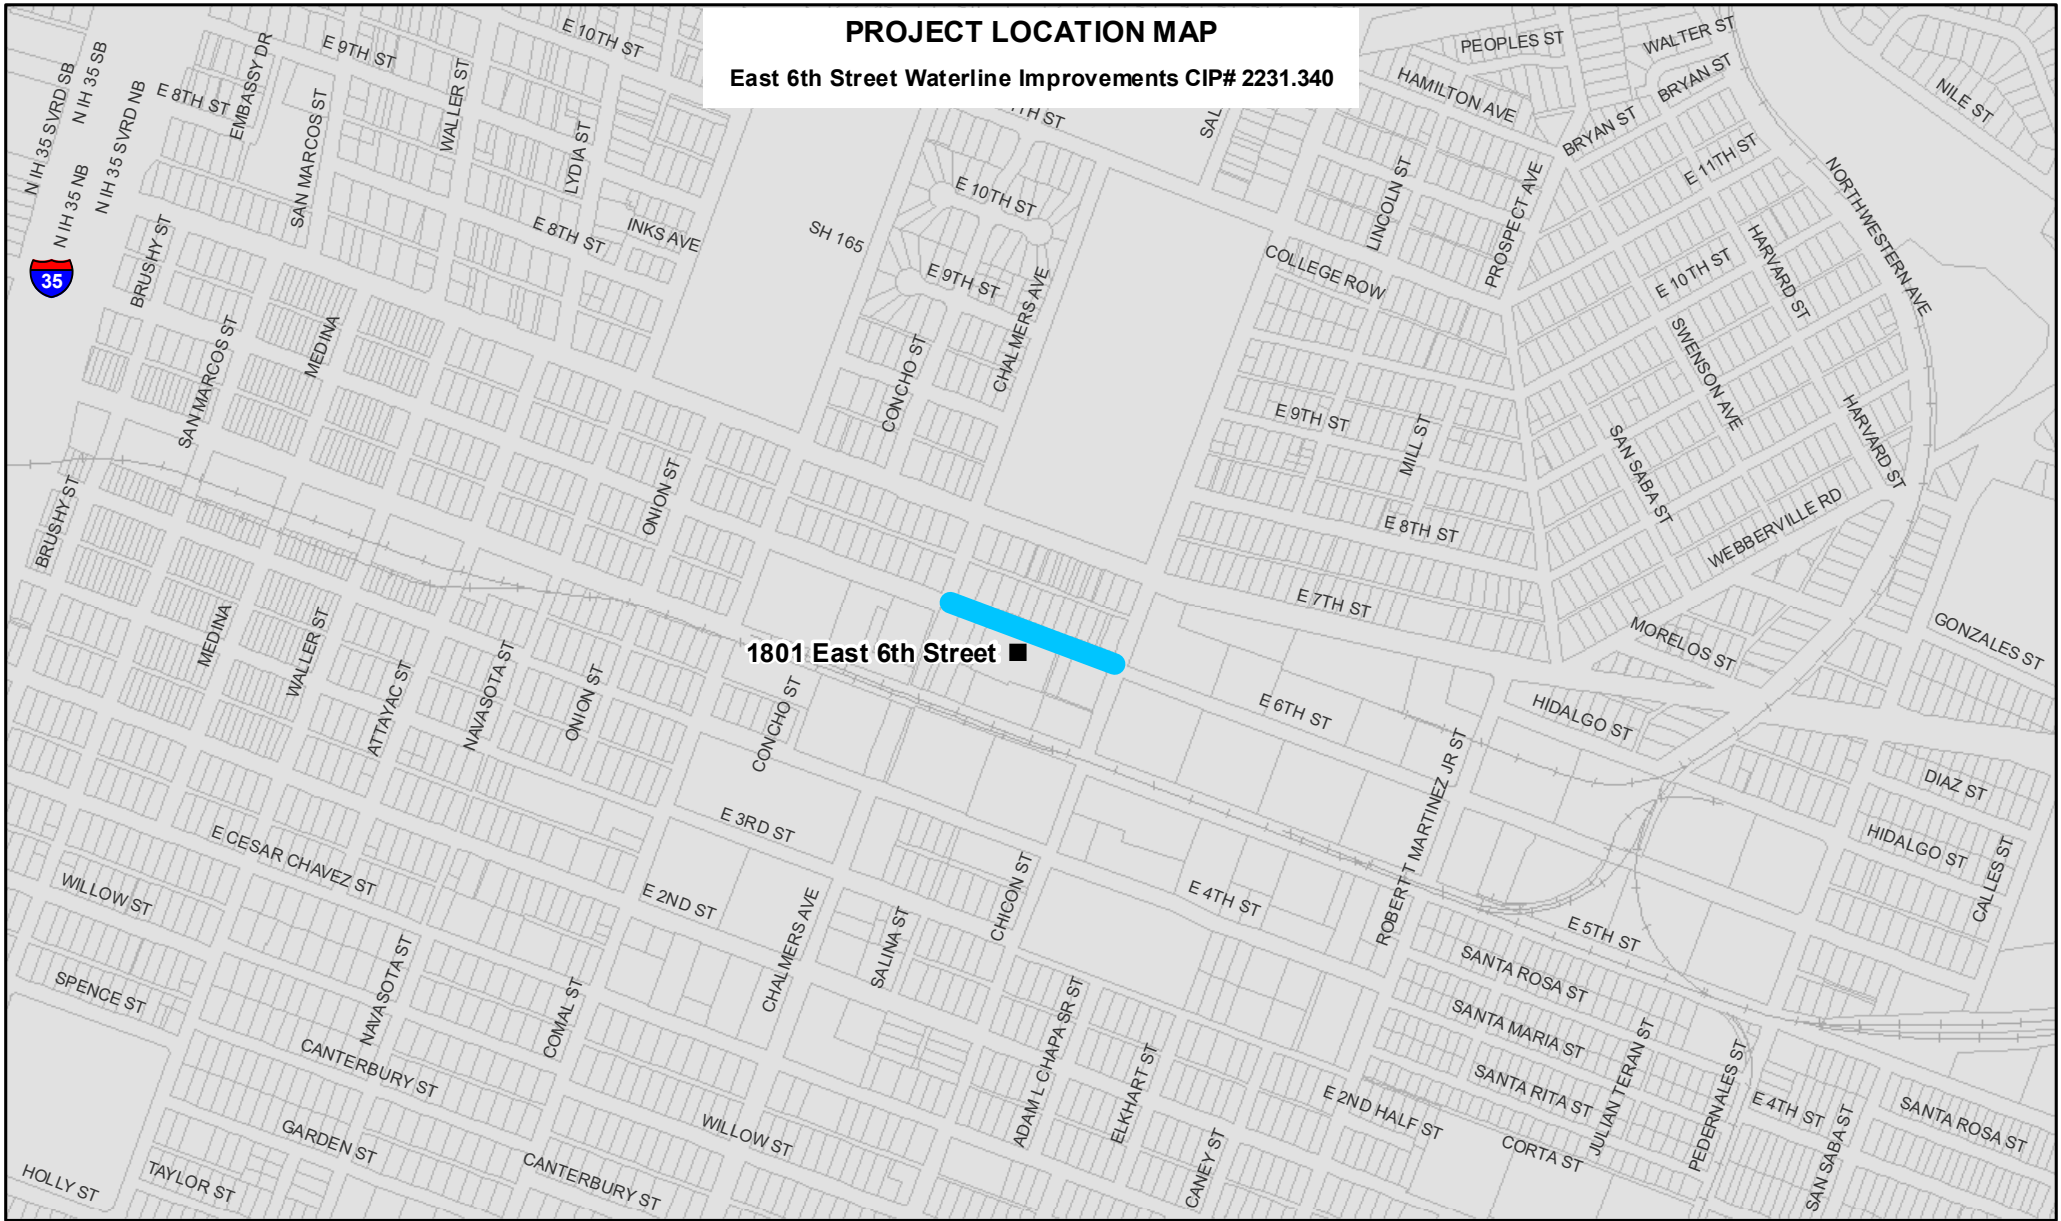 PROJECT LOCATION MAP
East 6th Street Waterline Improvements CIP# 2231.340
N IH 35 SVRD SB
N IH 35 SB
N IH 35 NB
N IH 35 SVRD NB
35
E 8TH ST
EMBASSY DR
E 9TH ST
SAN MARCOS ST
WALLER ST
E 10TH ST
LYDIA ST
E 8TH ST
INKS AVE
BRUSHY ST
SAN MARCOS ST
MEDINA
SH 165
TH ST
SAL
E 10TH ST
E 9TH ST
CHALMERS AVE
CONCHO ST
PEOPLES ST
WALTER ST
HAMILTON AVE
BRYAN ST
BRYAN ST
NILE ST
E 11TH ST
LINCOLN ST
PROSPECT AVE
COLLEGE ROW
NORTHWESTERN AVE
HARVARD ST
E 10TH ST
SWENSON AVE
HARVARD ST
SAN SABA ST
E 9TH ST
MILL ST
E 8TH ST
WEBBERVILLE RD
E 7TH ST
MORELOS ST
GONZALES ST
ONION ST
BRUSHY ST
MEDINA
WALLER ST
ATTAYAC ST
NAVASOTA ST
ONION ST
1801 East 6th Street
CONCHO ST
E 6TH ST
HIDALGO ST
ROBERT T MARTINEZ JR ST
DIAZ ST
HIDALGO ST
CALLES ST
E 3RD ST
E CESAR CHAVEZ ST
WILLOW ST
E 2ND ST
CHALMERS AVE
SALINA ST
CHICON ST
E 4TH ST
E 5TH ST
SANTA ROSA ST
SANTA MARIA ST
SANTA RITA ST
JULIAN TERAN ST
PEDERNALES ST
E 4TH ST
SAN SABA ST
SANTA ROSA ST
SPENCE ST
NAVASOTA ST
COMAL ST
CANTERBURY ST
GARDEN ST
TAYLOR ST
HOLLY ST
WILLOW ST
CANTERBURY ST
ADAM L CHAPA SR ST
ELKHART ST
CANEY ST
E 2ND HALF ST
CORTA ST